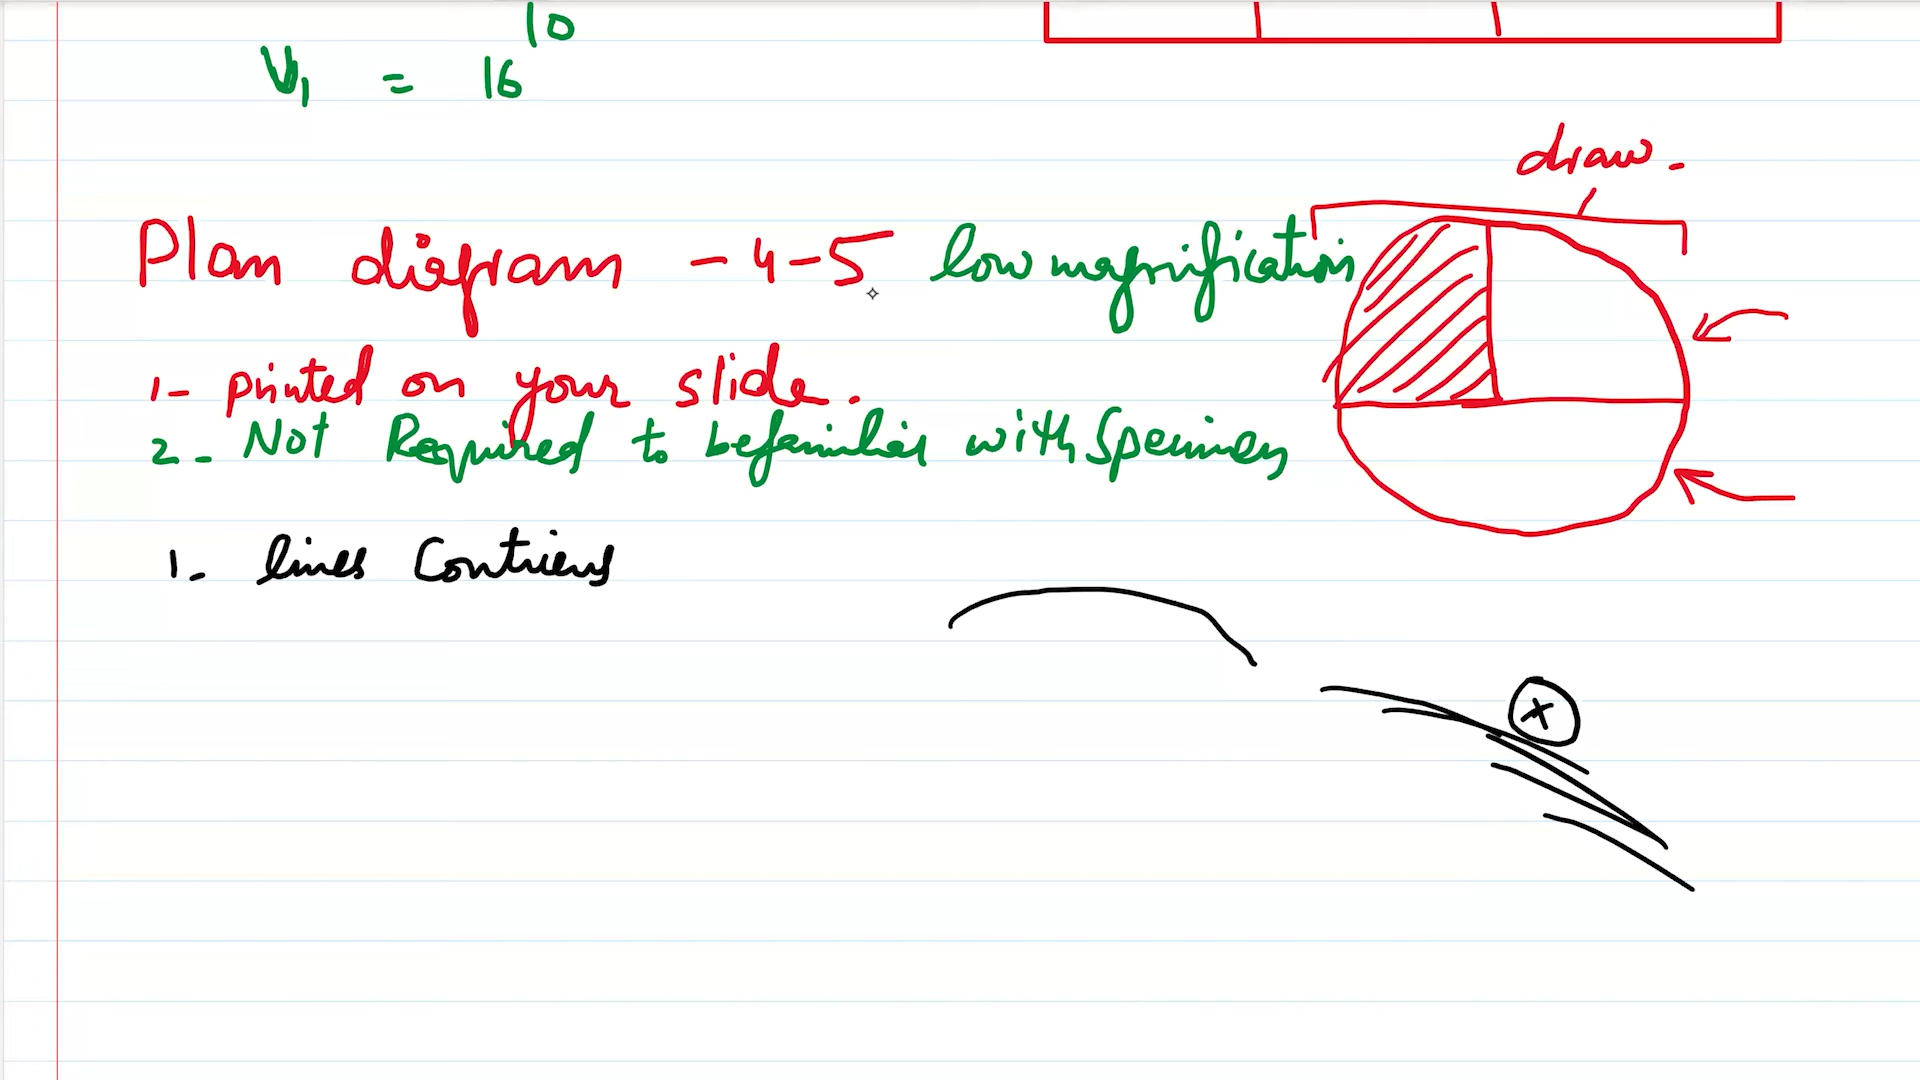 10
V1 = 16
draw -
Plan diagram - 4-5 low magnification
1- printed on your slide.
2- Not Required to be familiar with Specimen
1- lines